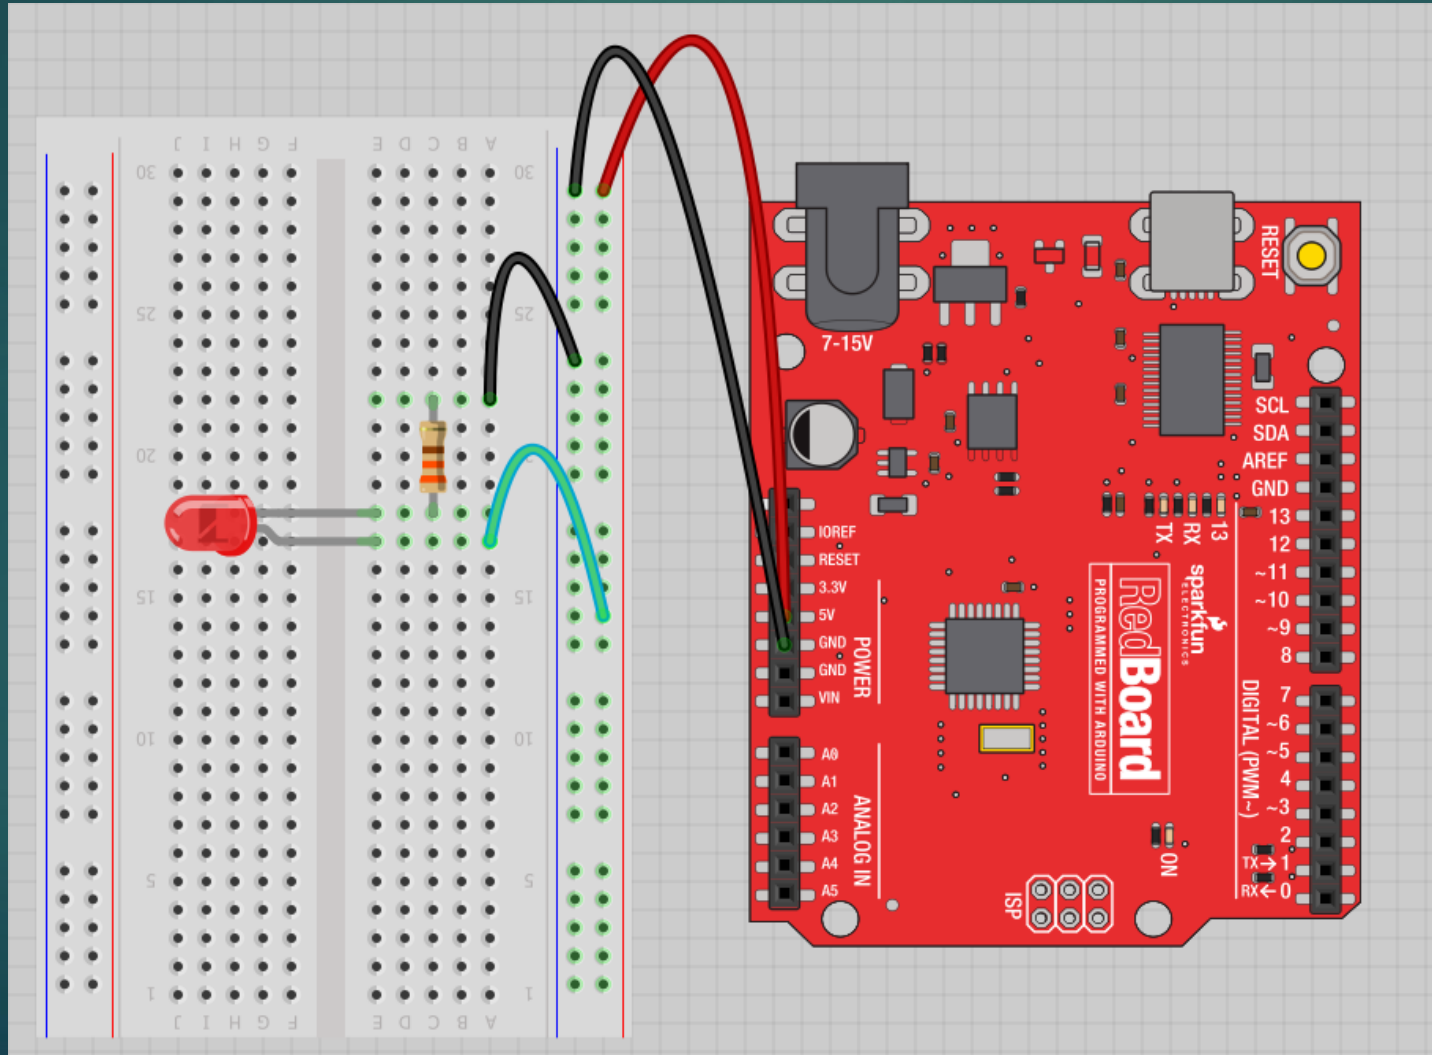 J I H G F E D C B A
30 30
25 25
20
15 15
10 10
5 5
1 1
J I H G F E D C B A
7-15V
RESET
SCL
SDA
AREF
GND
13
12
~11
~10
~9
~8
7
~6
~5
4
~3
2
TX→1
RX←0
TX RX 13
IOREF
RESET
3.3V
5V
GND
GND
VIN
POWER
A0
A1
A2
A3
A4
A5
ANALOG IN
sparkfun
ELECTRONICS
RedBoard
PROGRAMMED WITH ARDUINO
DIGITAL (PWM~)
ON
ISP